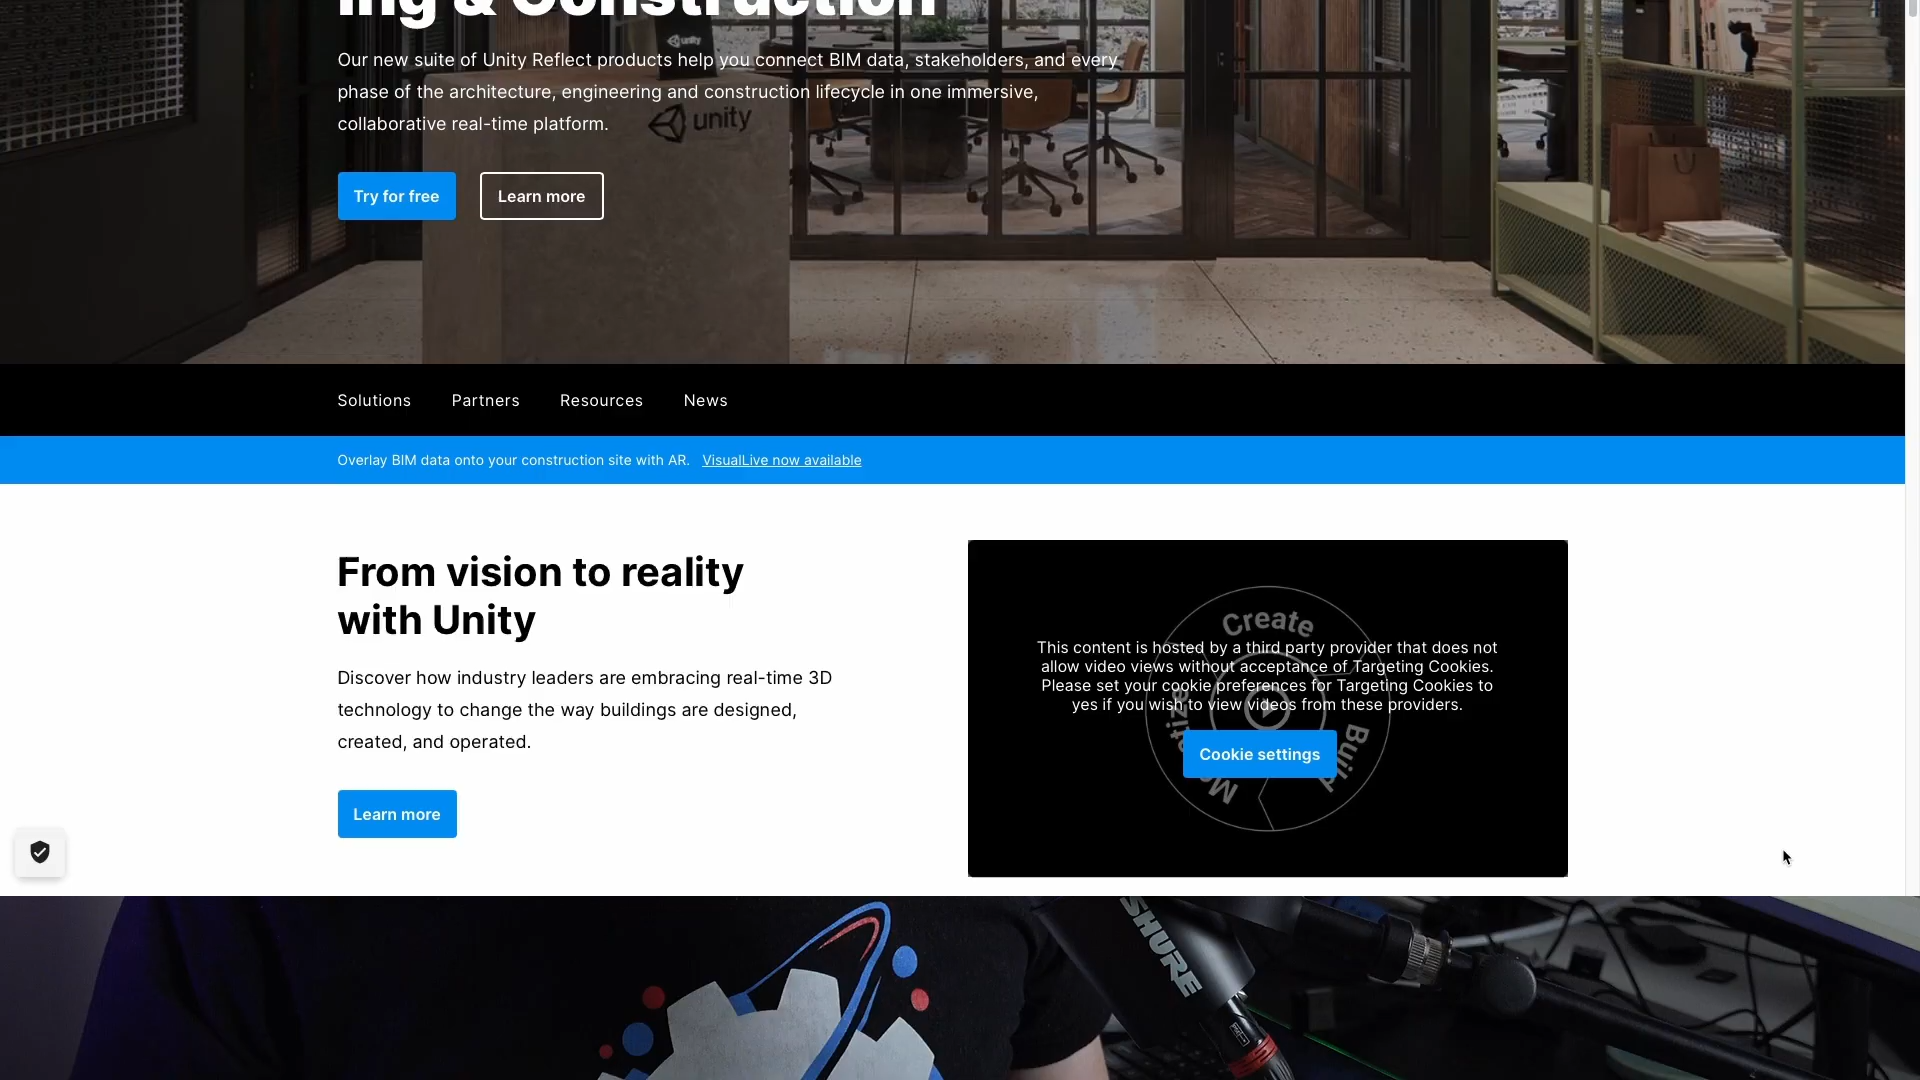 ing & Construction
Our new suite of Unity Reflect products help you connect BIM data, stakeholders, and every
phase of the architecture, engineering and construction lifecycle in one immersive,
collaborative real-time platform.
unity
unity
Try for free
Learn more
Solutions
Partners
Resources
News
Overlay BIM data onto your construction site with AR. VisualLive now available
From vision to reality
with Unity
Discover how industry leaders are embracing real-time 3D
technology to change the way buildings are designed,
created, and operated.
Learn more
Create
Build
This content is hosted by a third party provider that does not
allow video views without acceptance of Targeting Cookies.
Please set your cookie preferences for Targeting Cookies to
yes if you wish to view videos from these providers.
Cookie settings
SHURE